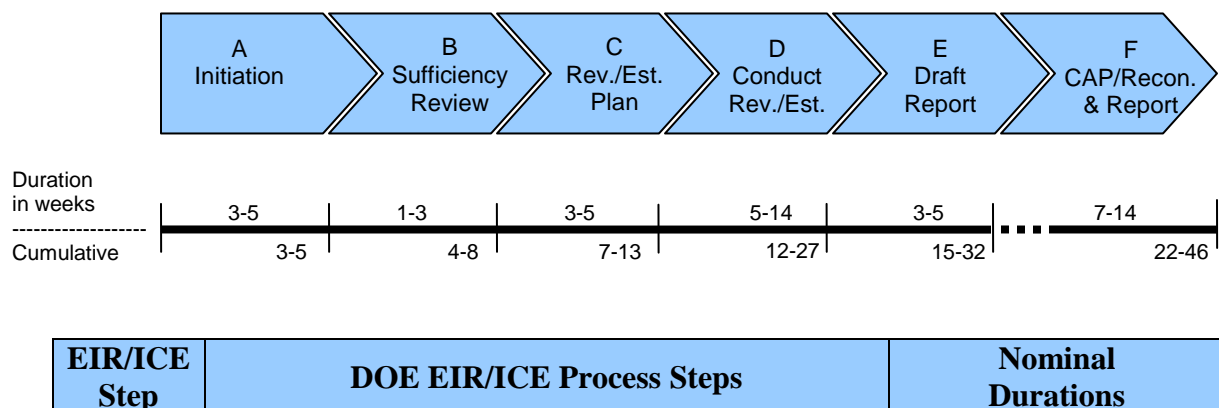 A
Initiation
B
Sufficiency
Review
C
Rev./Est.
Plan
D
Conduct
Rev./Est.
E
Draft
Report
F
CAP/Recon.
& Report
Duration
in weeks
3-5
1-3
3-5
5-14
3-5
7-14
-------------------
Cumulative
3-5
4-8
7-13
12-27
15-32
22-46
EIR/ICE
Step
DOE EIR/ICE Process Steps
Nominal
Durations